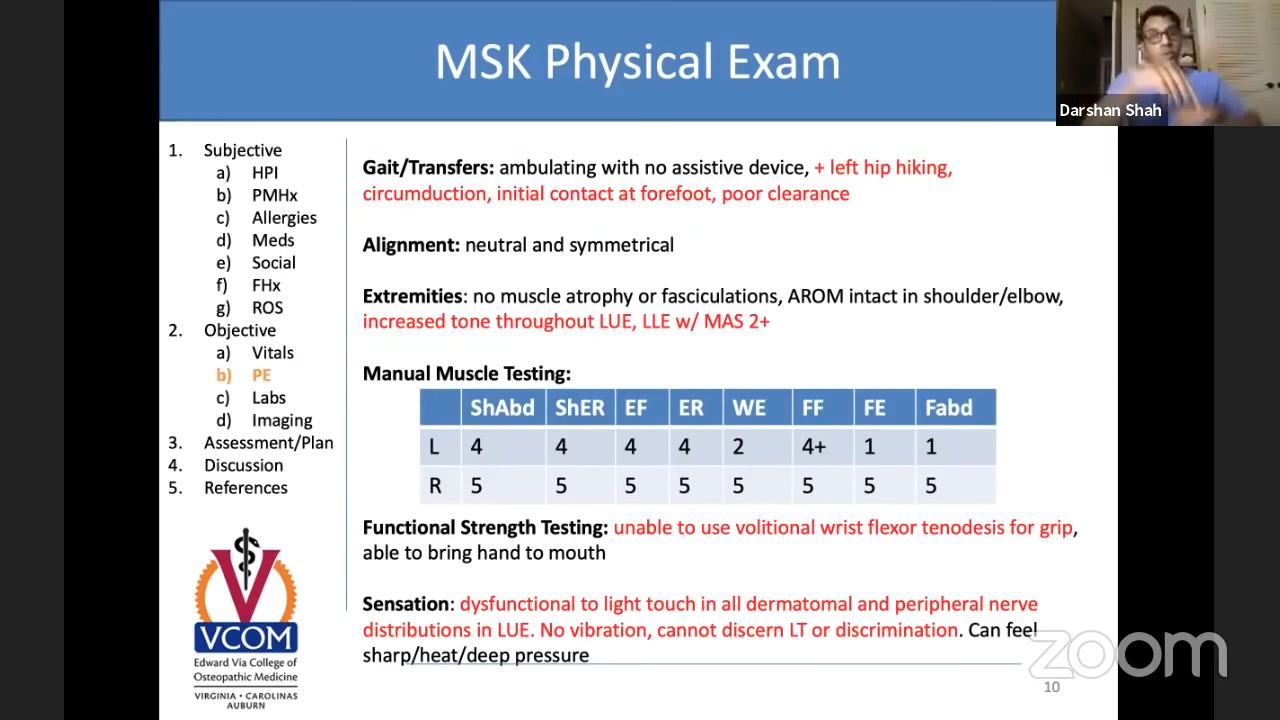 MSK Physical Exam
Darshan Shah
1. Subjective
a) HPI
b) PMHx
c) Allergies
d) Meds
e) Social
f) FHx
g) ROS
2. Objective
a) Vitals
b) PE
c) Labs
d) Imaging
3. Assessment/Plan
4. Discussion
5. References
VCOM
Edward Via College of
Osteopathic Medicine
VIRGINIA • CAROLINAS
AUBURN
Gait/Transfers: ambulating with no assistive device, + left hip hiking,
circumduction, initial contact at forefoot, poor clearance
Alignment: neutral and symmetrical
Extremities: no muscle atrophy or fasciculations, AROM intact in shoulder/elbow,
increased tone throughout LUE, LLE w/ MAS 2+
Manual Muscle Testing:
ShAbd ShER EF ER WE FF FE Fabd
L 4 4 4 4 2 4+ 1 1
R 5 5 5 5 5 5 5 5
Functional Strength Testing: unable to use volitional wrist flexor tenodesis for grip,
able to bring hand to mouth
Sensation: dysfunctional to light touch in all dermatomal and peripheral nerve
distributions in LUE. No vibration, cannot discern LT or discrimination. Can feel
sharp/heat/deep pressure
zoom
10